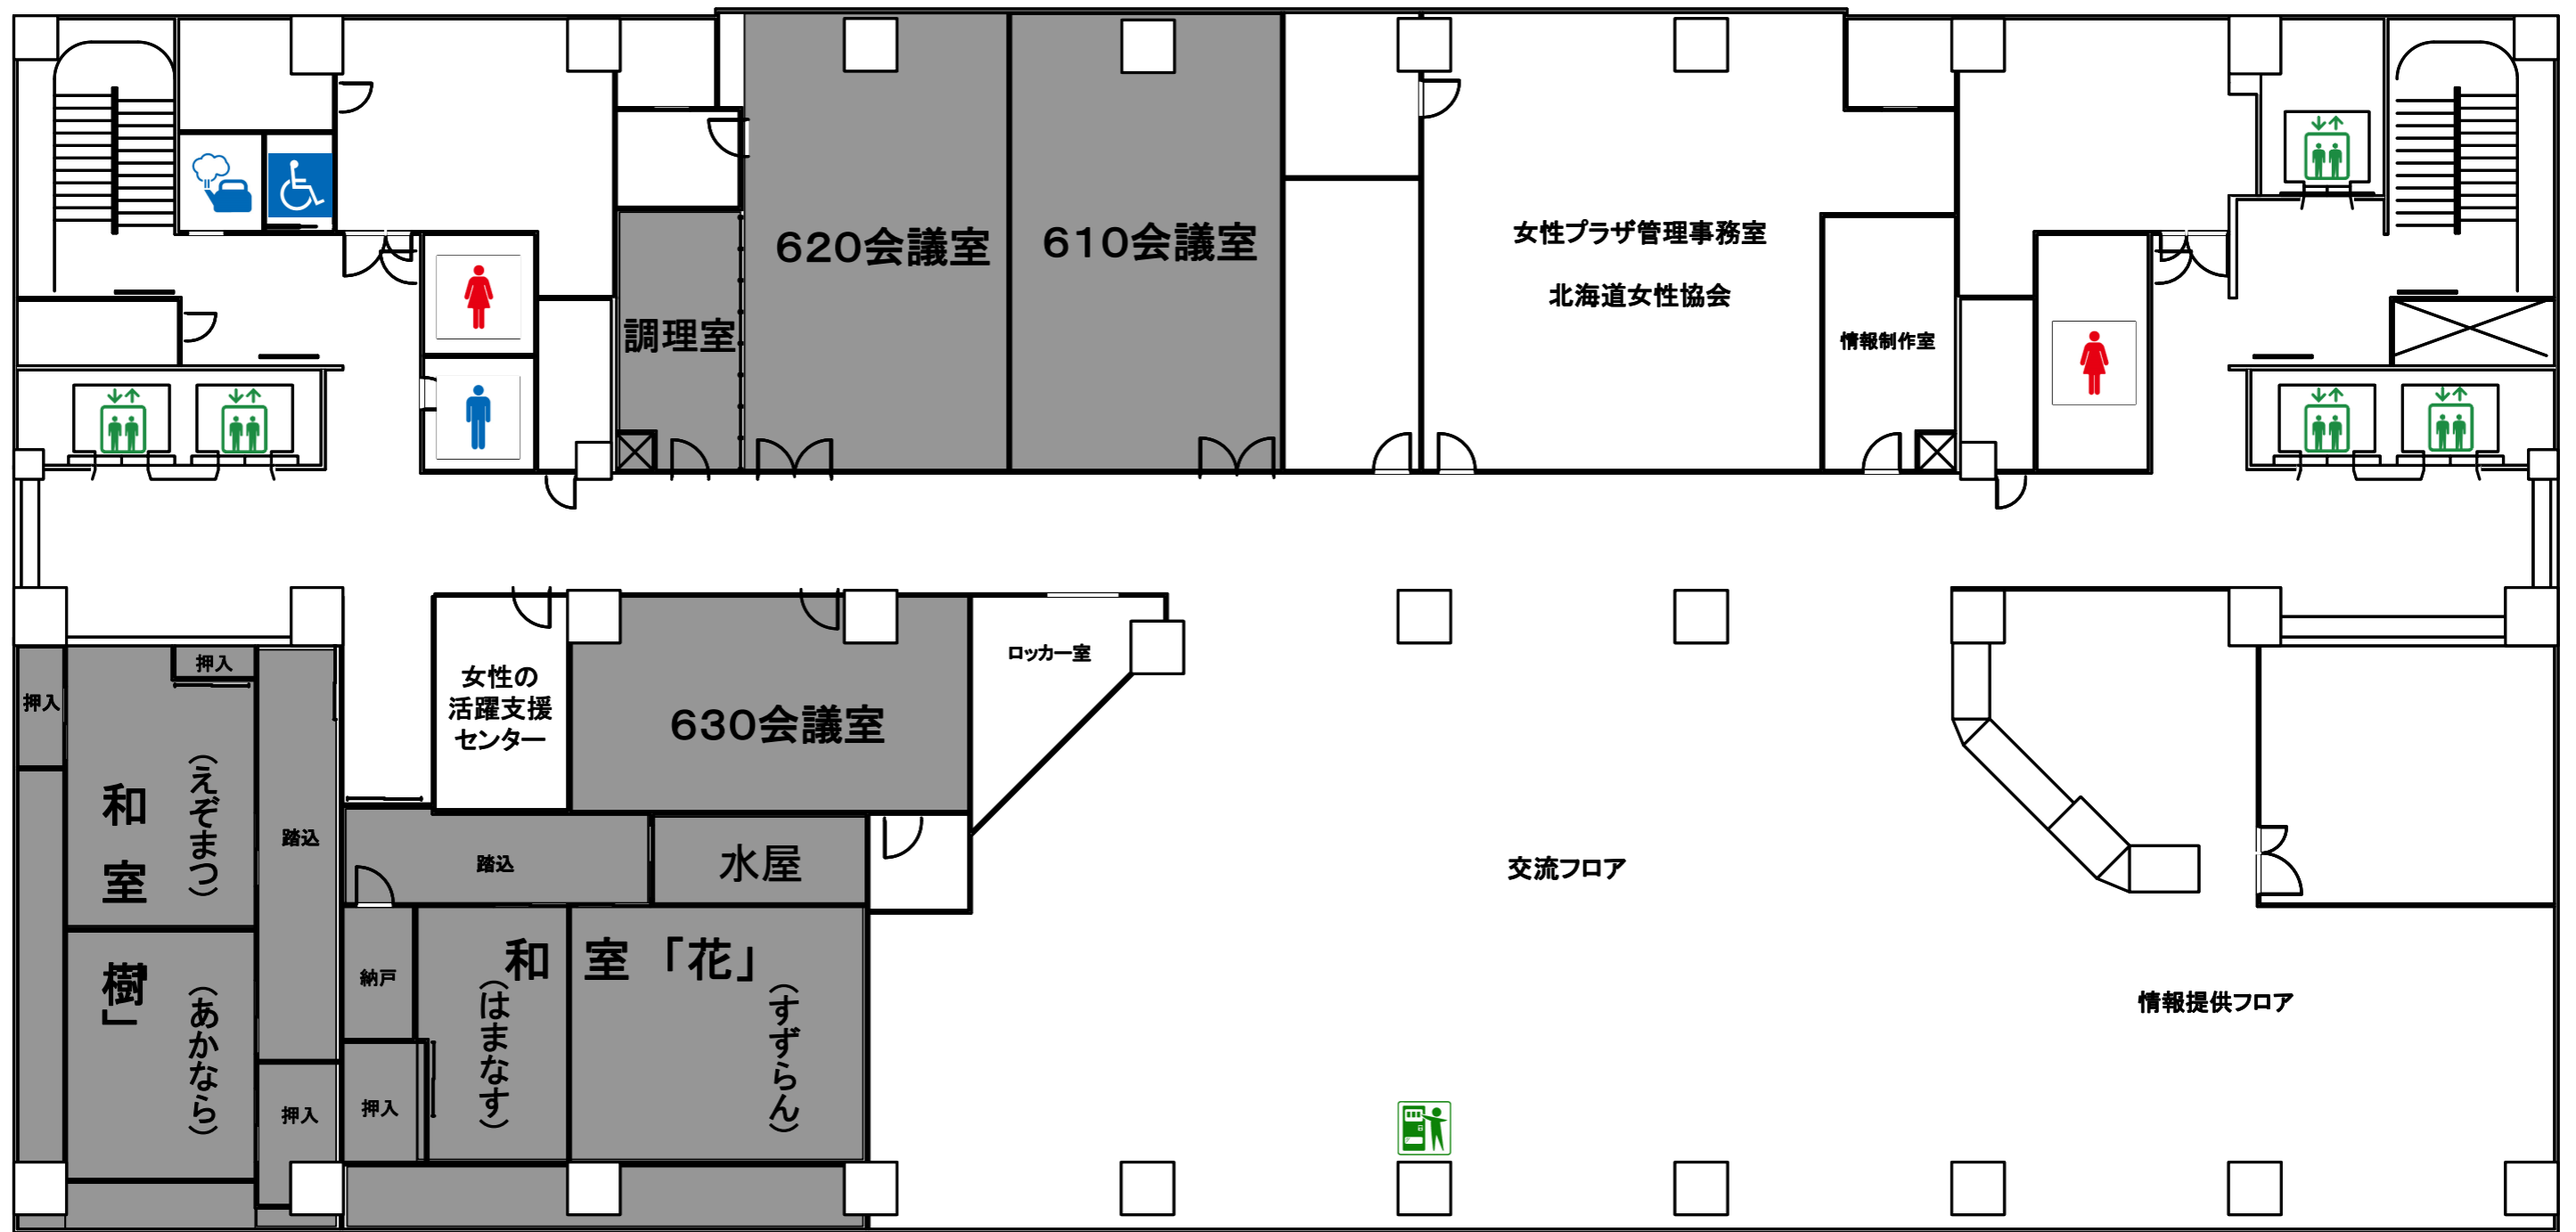 620会議室
610会議室
女性プラザ管理事務室
北海道女性協会
調理室
情報制作室
押入
押入
女性の
活躍支援
センター
630会議室
ロッカー室
和室
(えぞまつ)
踏込
踏込
水屋
交流フロア
樹」
(あかなら)
納戸
和室「花」
(はまなす)
(すずらん)
情報提供フロア
押入
押入